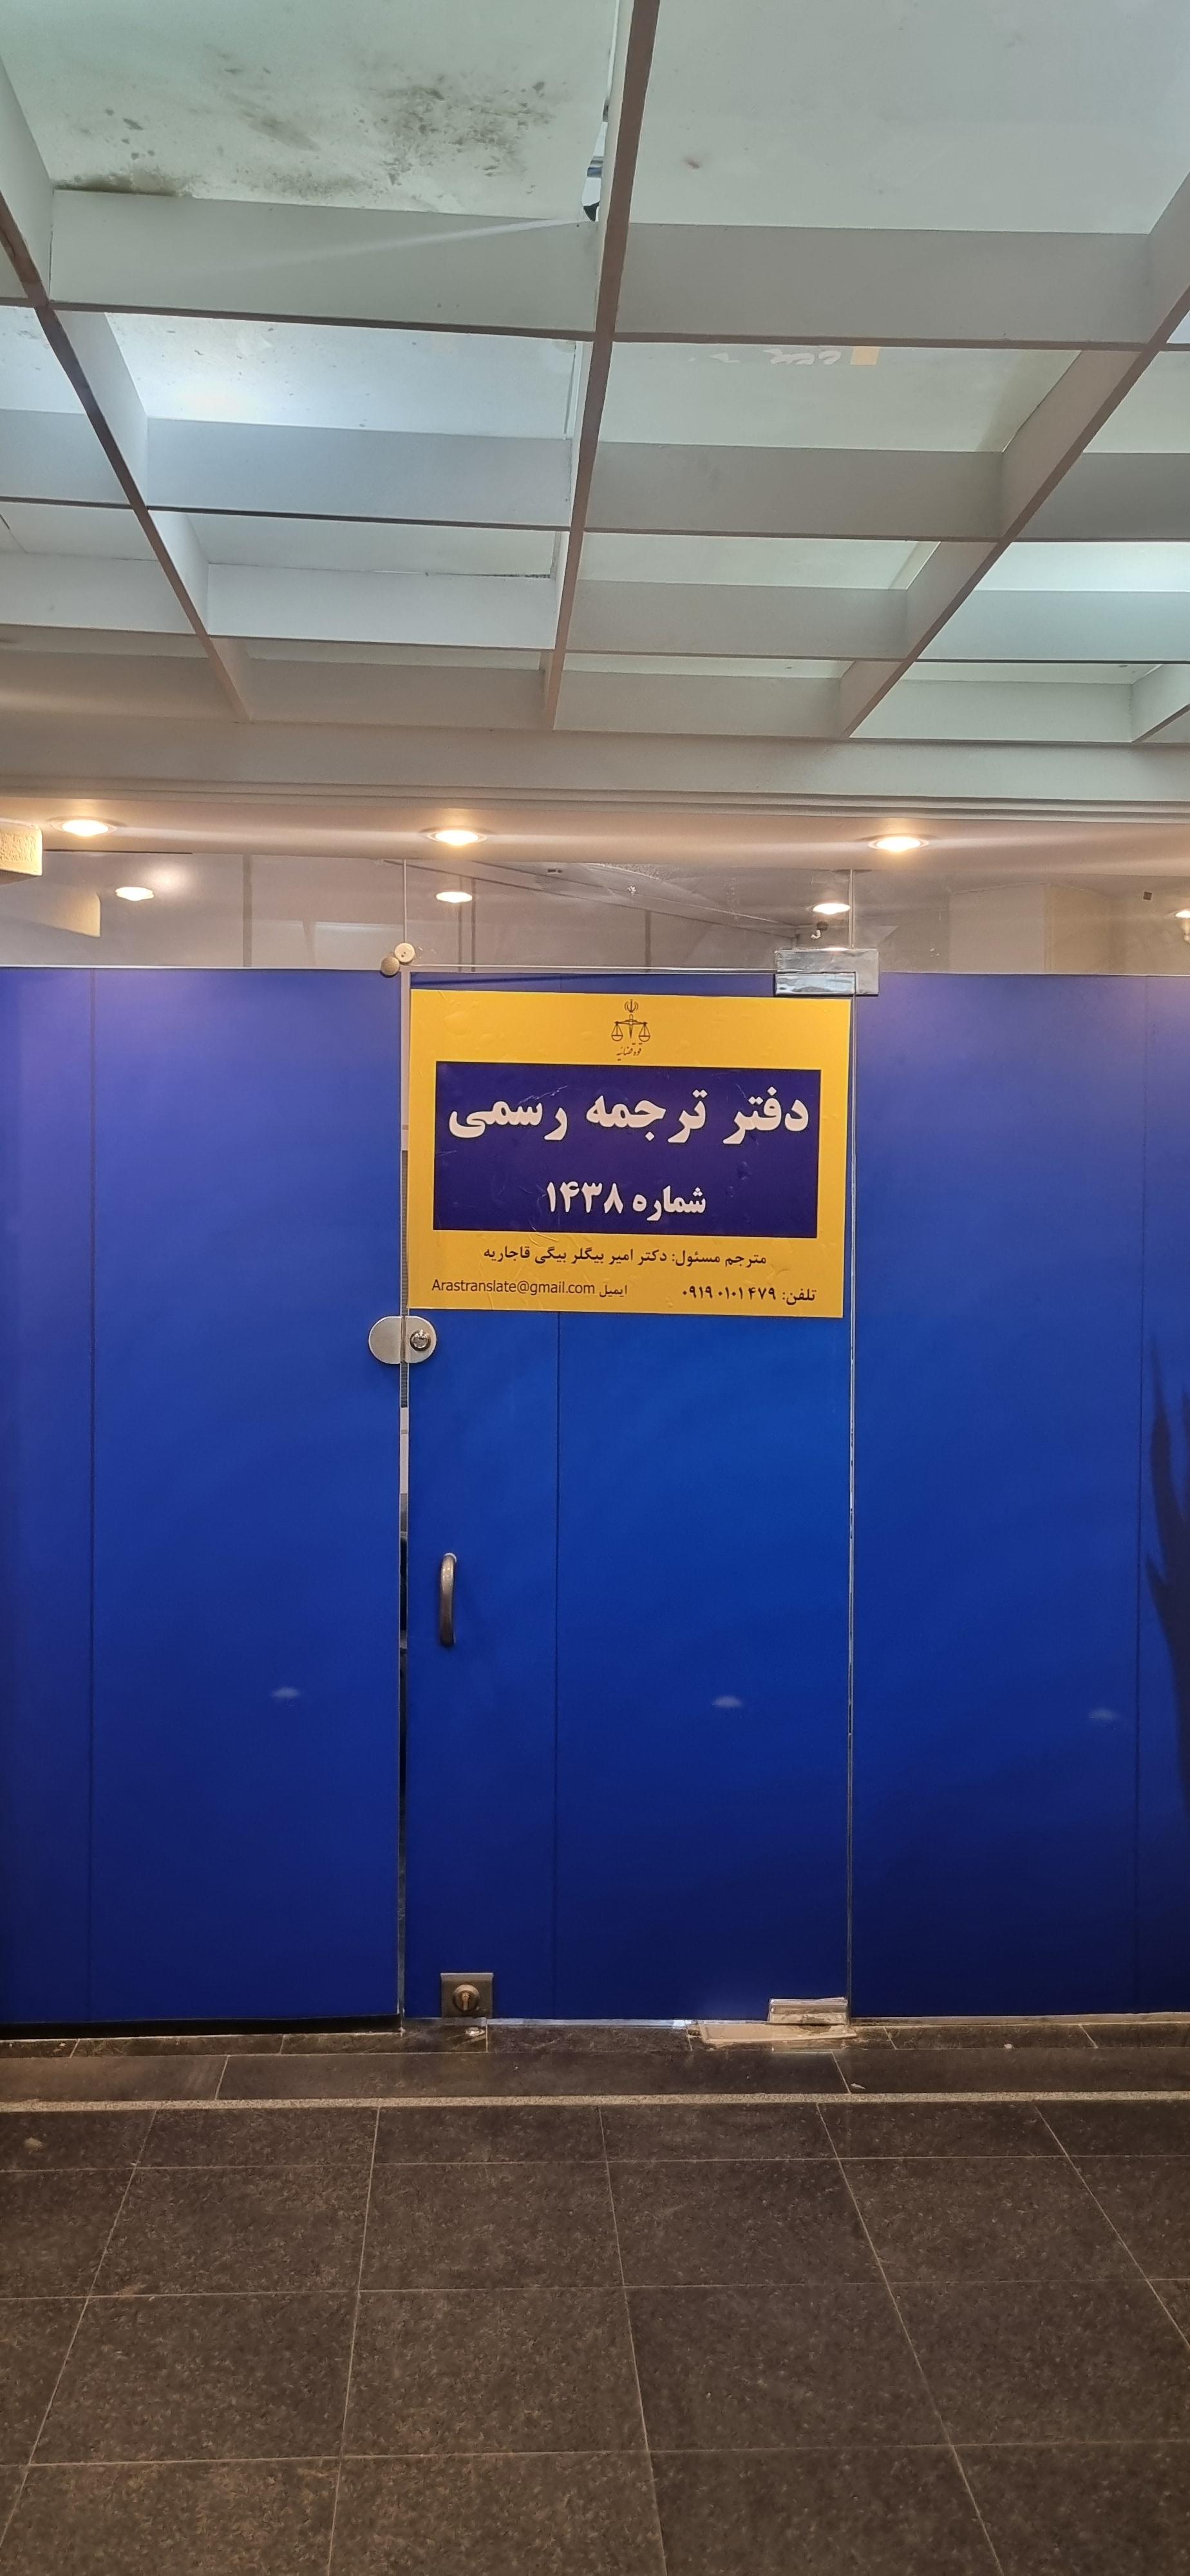 قوه قضائیه
دفتر ترجمه رسمی
شماره ۱۴۳۸
مترجم مسئول: دکتر امیر بیگلر بیگی قاجاریه
تلفن: ۰۹۱۹۰۱۰۱۴۷۹ ایمیل Arastranslate@gmail.com